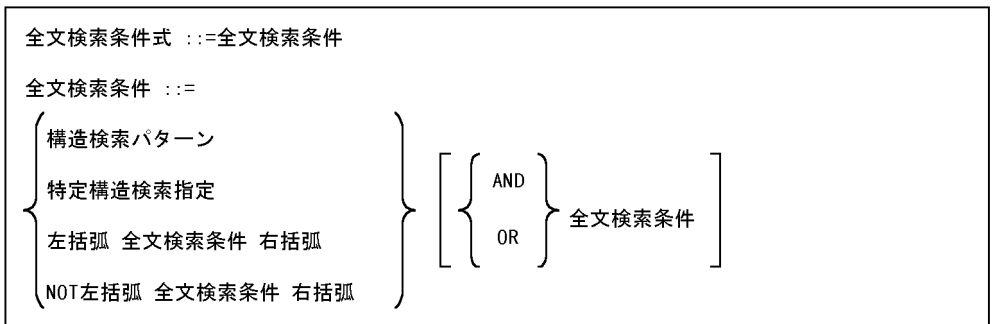 全文検索条件式 ::=全文検索条件
全文検索条件 ::=
構造検索パターン
特定構造検索指定
左括弧 全文検索条件 右括弧
NOT左括弧 全文検索条件 右括弧
AND
OR
全文検索条件